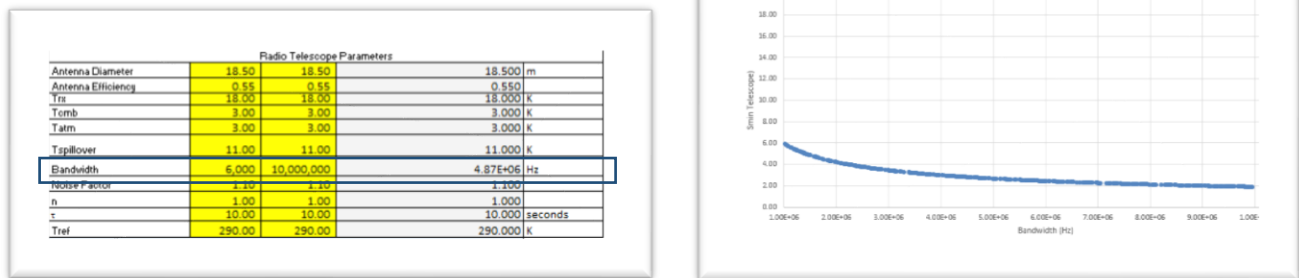 Radio Telescope Parameters
Antenna Diameter 18.50 18.50 18.500 m
Antenna Efficiency 0.55 0.55 0.550
Trx 18.00 18.00 18.000 K
Tcmb 3.00 3.00 3.000 K
Tatm 3.00 3.00 3.000 K
Tspillover 11.00 11.00 11.000 K
Bandwidth 6,000 10,000,000 4.87E+06 Hz
Noise Factor 1.10 1.10 1.100
n 1.00 1.00 1.000
τ 10.00 10.00 10.000 seconds
Tref 290.00 290.00 290.000 K
18.00
16.00
14.00
12.00
10.00
8.00
6.00
4.00
2.00
0.00
Smin Telescope)
1.00E+06 2.00E+06 3.00E+06 4.00E+06 5.00E+06 6.00E+06 7.00E+06 8.00E+06 9.00E+06 1.00E-
Bandwidth (Hz)